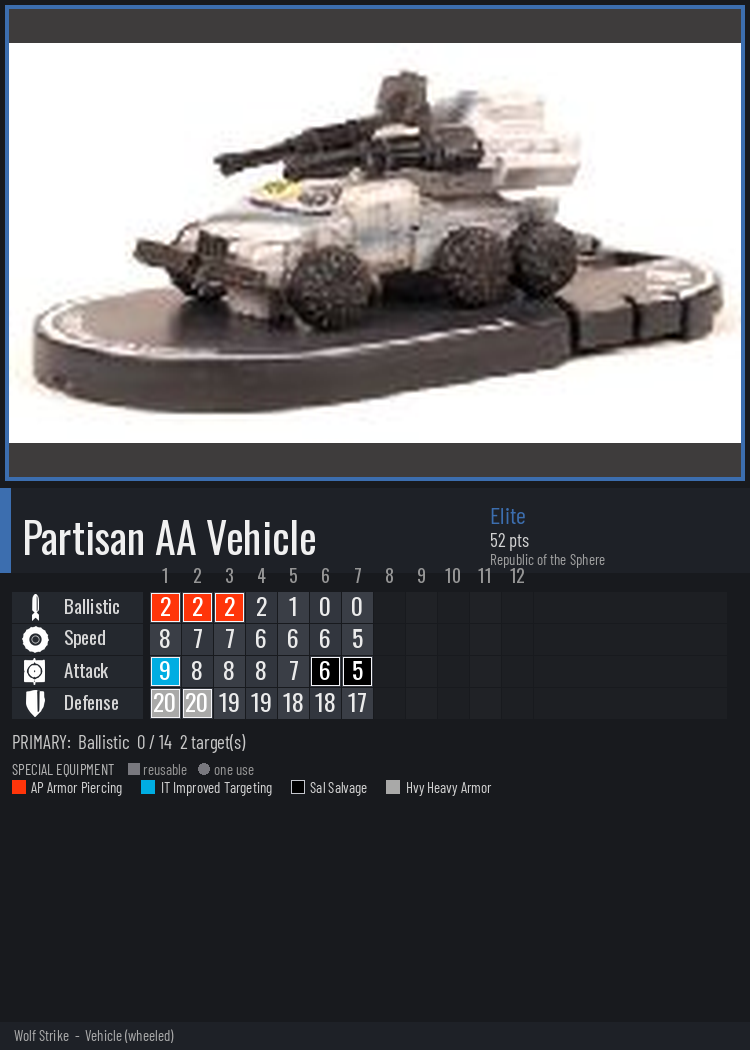 Partisan AA Vehicle
Elite
52 pts
Republic of the Sphere
1 2 3 4 5 6 7 8 9 10 11 12
Ballistic 2 2 2 2 1 0 0
Speed 8 7 7 6 6 6 5
Attack 9 8 8 8 7 6 5
Defense 20 20 19 19 18 18 17
PRIMARY: Ballistic 0 / 14 2 target(s)
SPECIAL EQUIPMENT reusable one use
AP Armor Piercing IT Improved Targeting Sal Salvage Hvy Heavy Armor
Wolf Strike - Vehicle (wheeled)